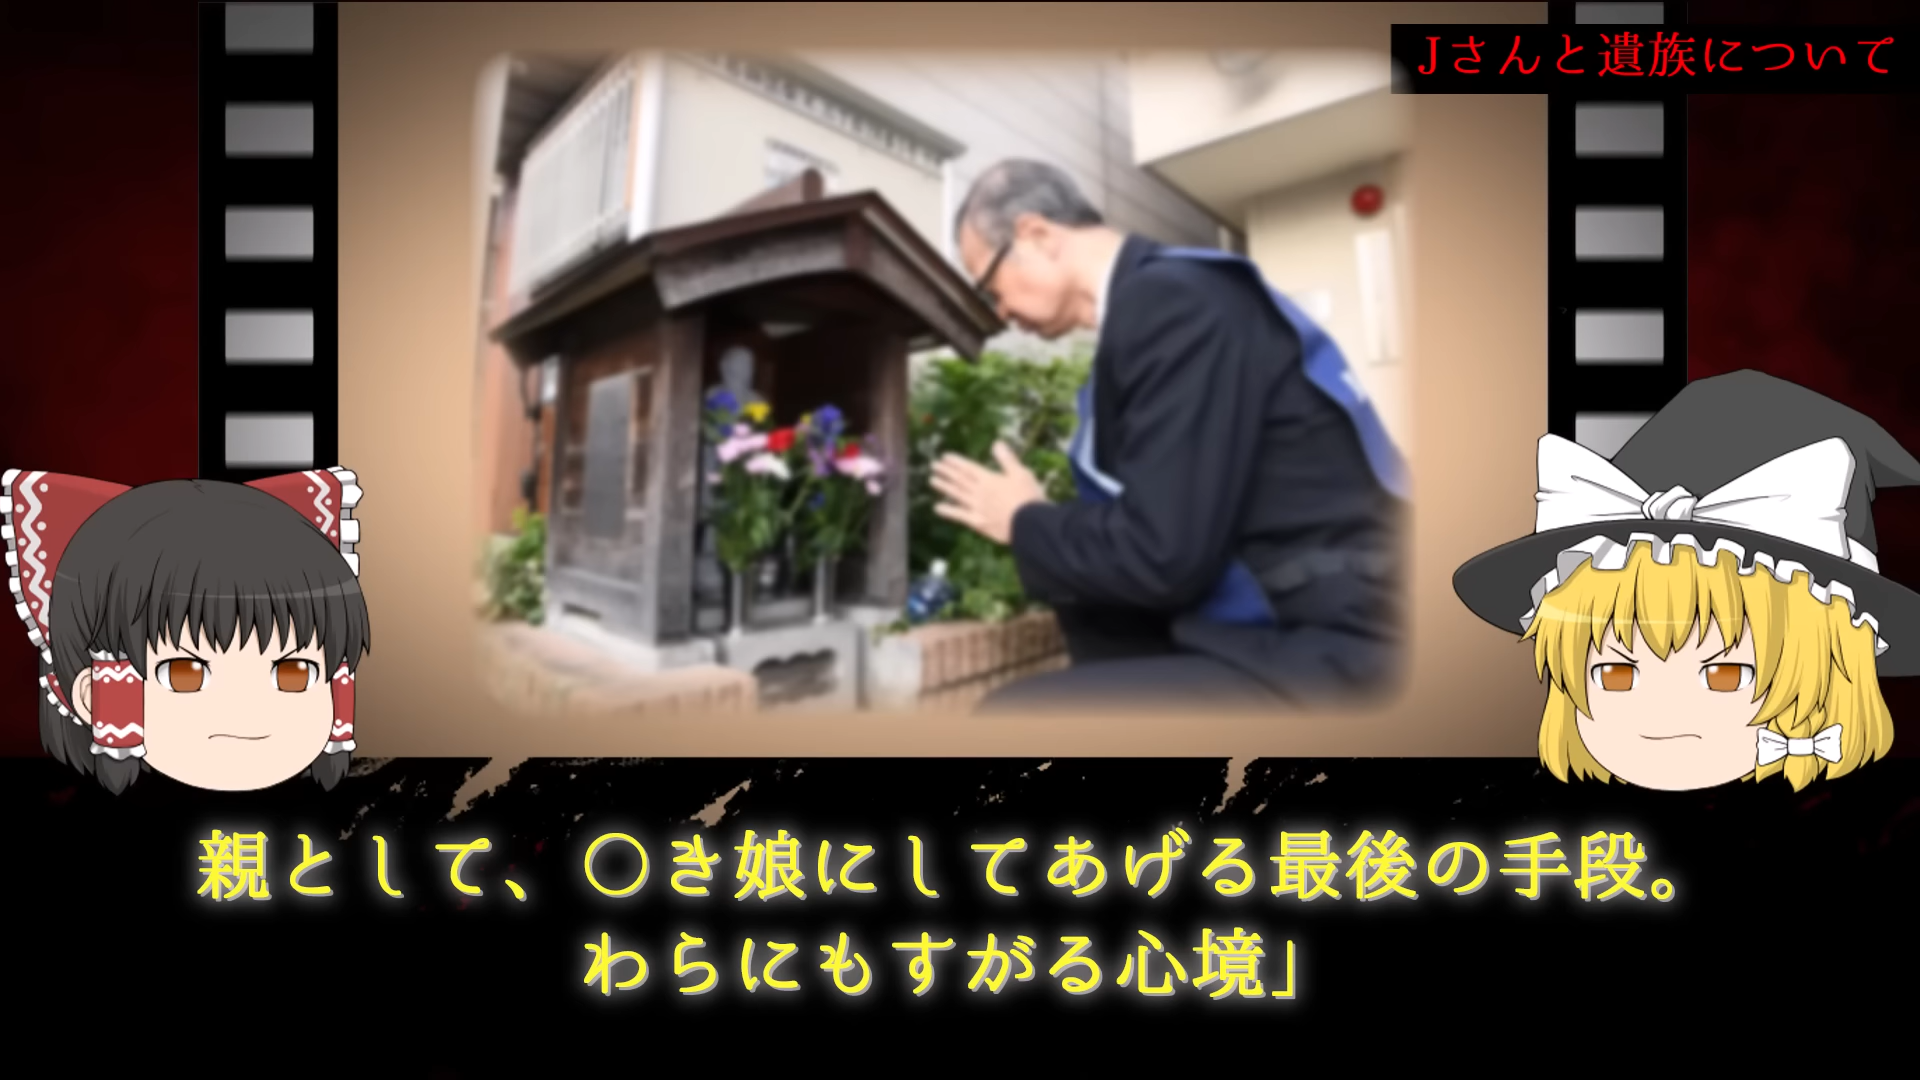 Jさんと遺族について
親として、〇き娘にしてあげる最後の手段。
わらにもすがる心境」